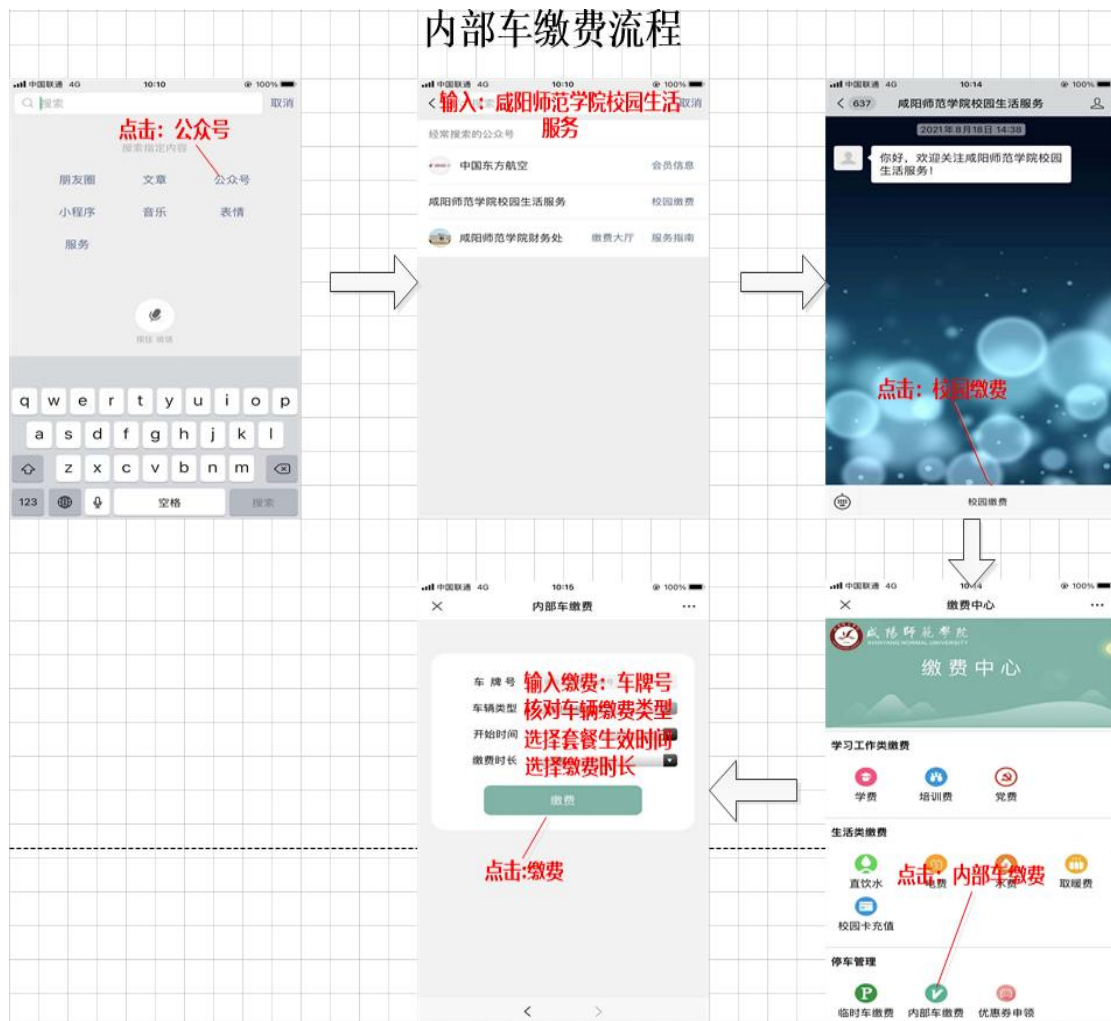 内部车缴费流程
中国联通 4G 10:10 100%
搜索 取消
点击：公众号
搜索指定内容
朋友圈 文章 公众号
小程序 音乐 表情
服务
按住 说话
q w e r t y u i o p
a s d f g h j k l
z x c v b n m
123 空格 搜索
中国联通 4G 10:10 100%
输入：咸阳师范学院校园生活
服务
取消
经常搜索的公众号
中国东方航空 会员信息
咸阳师范学院校园生活服务 校园缴费
咸阳师范学院财务处 缴费大厅 服务指南
中国联通 4G 10:14 100%
637 咸阳师范学院校园生活服务
2021年8月18日 14:38
你好，欢迎关注咸阳师范学院校园
生活服务！
点击：校园缴费
校园缴费
中国联通 4G 10:14 100%
缴费中心
咸陽師範學院
XIANYANG NORMAL UNIVERSITY
缴费中心
学习工作类缴费
学费 培训费 党费
生活类缴费
点击：内部车缴费
直饮水 电费 水费 取暖费
校园卡充值
停车管理
P
临时车缴费 内部车缴费 优惠券申领
中国联通 4G 10:15 100%
内部车缴费
车牌号 输入缴费：车牌号
车辆类型 核对车辆缴费类型
开始时间 选择套餐生效时间
缴费时长 选择缴费时长
缴费
点击:缴费